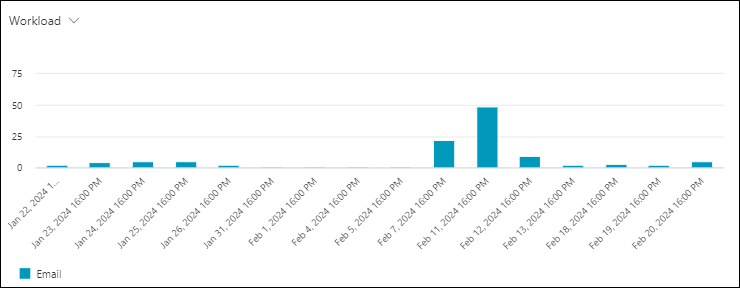 Workload
75
50
25
0
Jan 22, 2024 1...
Jan 23, 2024 16:00 PM
Jan 24, 2024 16:00 PM
Jan 25, 2024 16:00 PM
Jan 26, 2024 16:00 PM
Jan 31, 2024 16:00 PM
Feb 1, 2024 16:00 PM
Feb 4, 2024 16:00 PM
Feb 5, 2024 16:00 PM
Feb 7, 2024 16:00 PM
Feb 11, 2024 16:00 PM
Feb 12, 2024 16:00 PM
Feb 13, 2024 16:00 PM
Feb 18, 2024 16:00 PM
Feb 19, 2024 16:00 PM
Feb 20, 2024 16:00 PM
Email